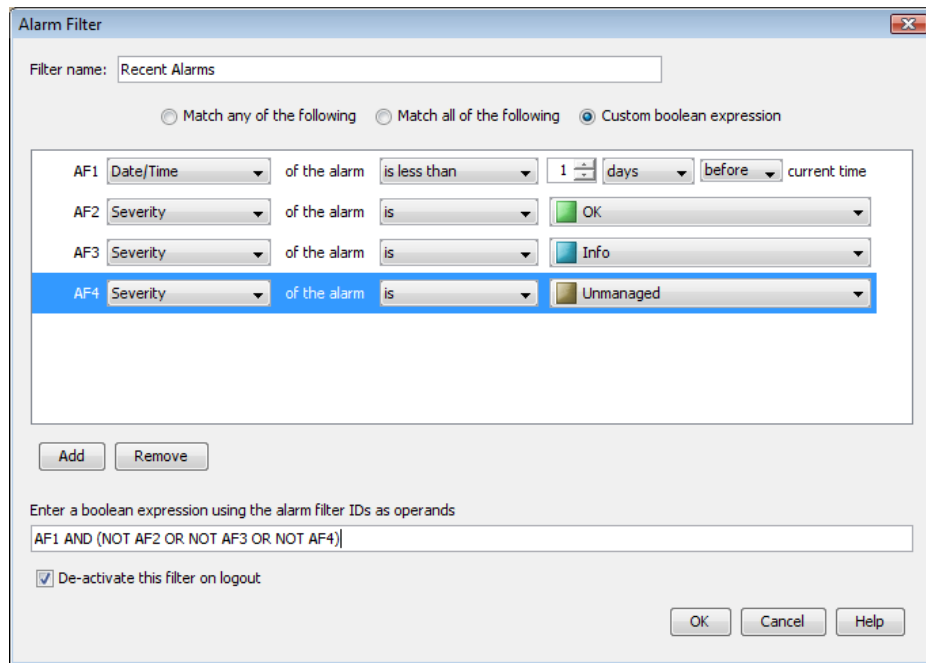 Alarm Filter
Filter name: Recent Alarms
Match any of the following Match all of the following Custom boolean expression
AF1 Date/Time of the alarm is less than 1 days before current time
AF2 Severity of the alarm is OK
AF3 Severity of the alarm is Info
AF4 Severity of the alarm is Unmanaged
Add Remove
Enter a boolean expression using the alarm filter IDs as operands
AF1 AND (NOT AF2 OR NOT AF3 OR NOT AF4)
De-activate this filter on logout
OK Cancel Help